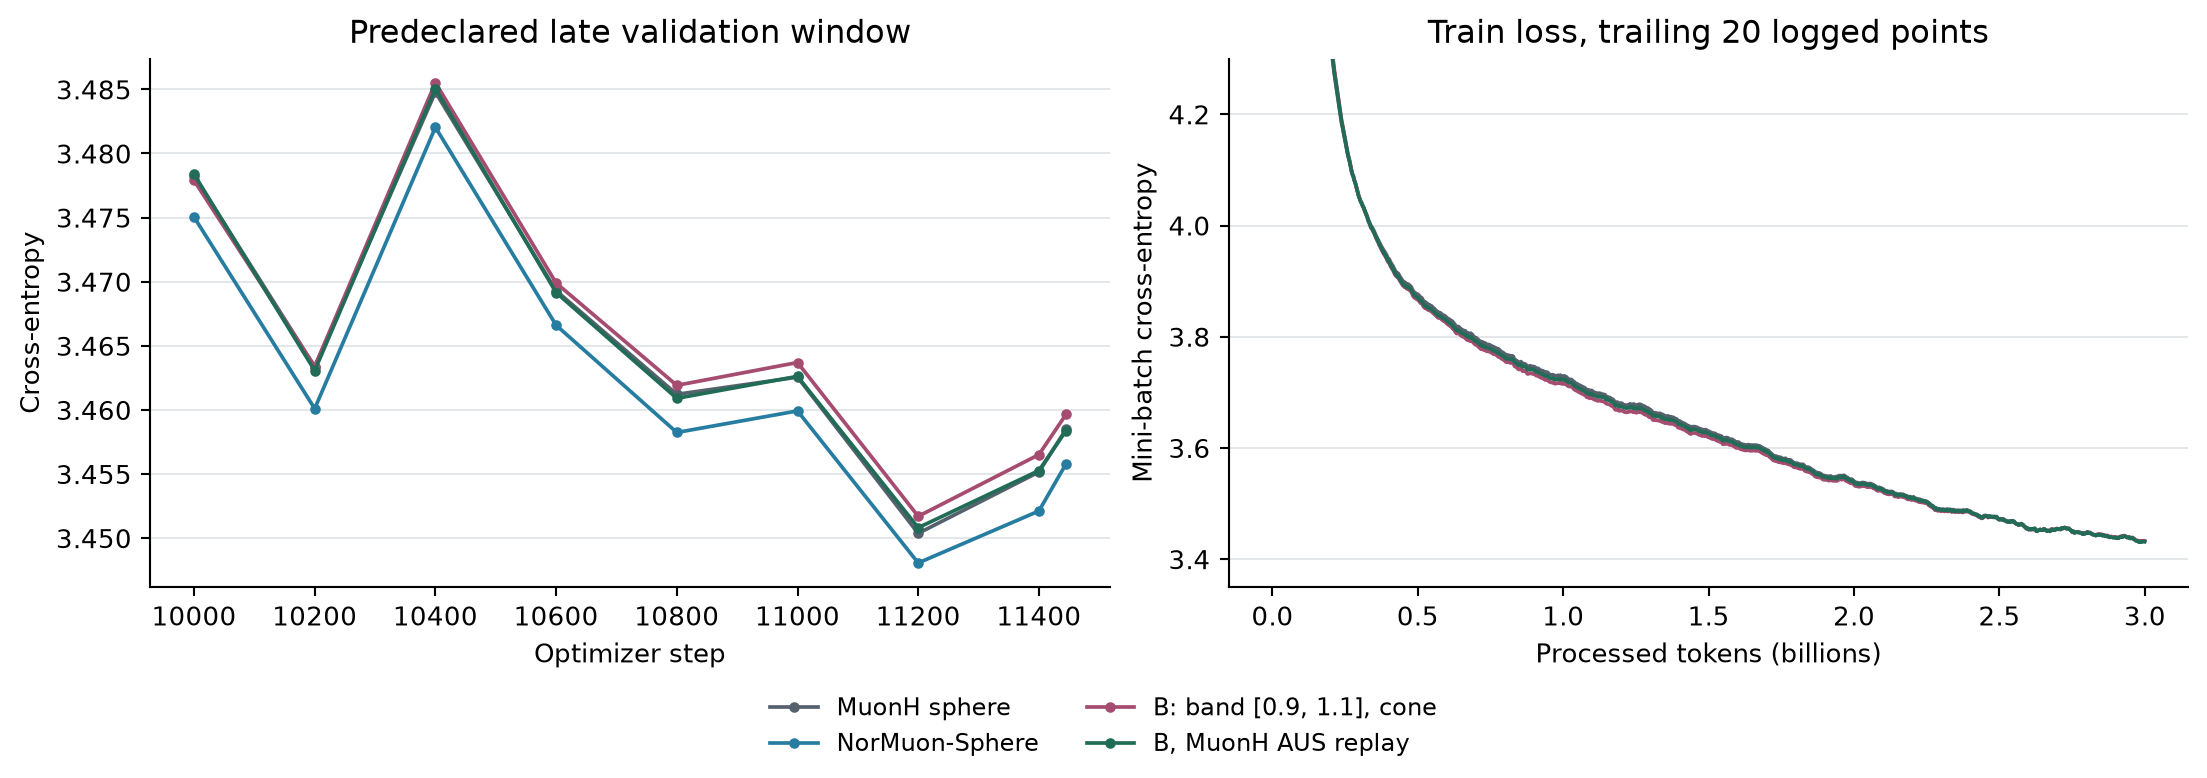 Predeclared late validation window
Cross-entropy
3.485
3.480
3.475
3.470
3.465
3.460
3.455
3.450
10000 10200 10400 10600 10800 11000 11200 11400
Optimizer step
Train loss, trailing 20 logged points
Mini-batch cross-entropy
4.2
4.0
3.8
3.6
3.4
0.0 0.5 1.0 1.5 2.0 2.5 3.0
Processed tokens (billions)
MuonH sphere
NorMuon-Sphere
B: band [0.9, 1.1], cone
B, MuonH AUS replay